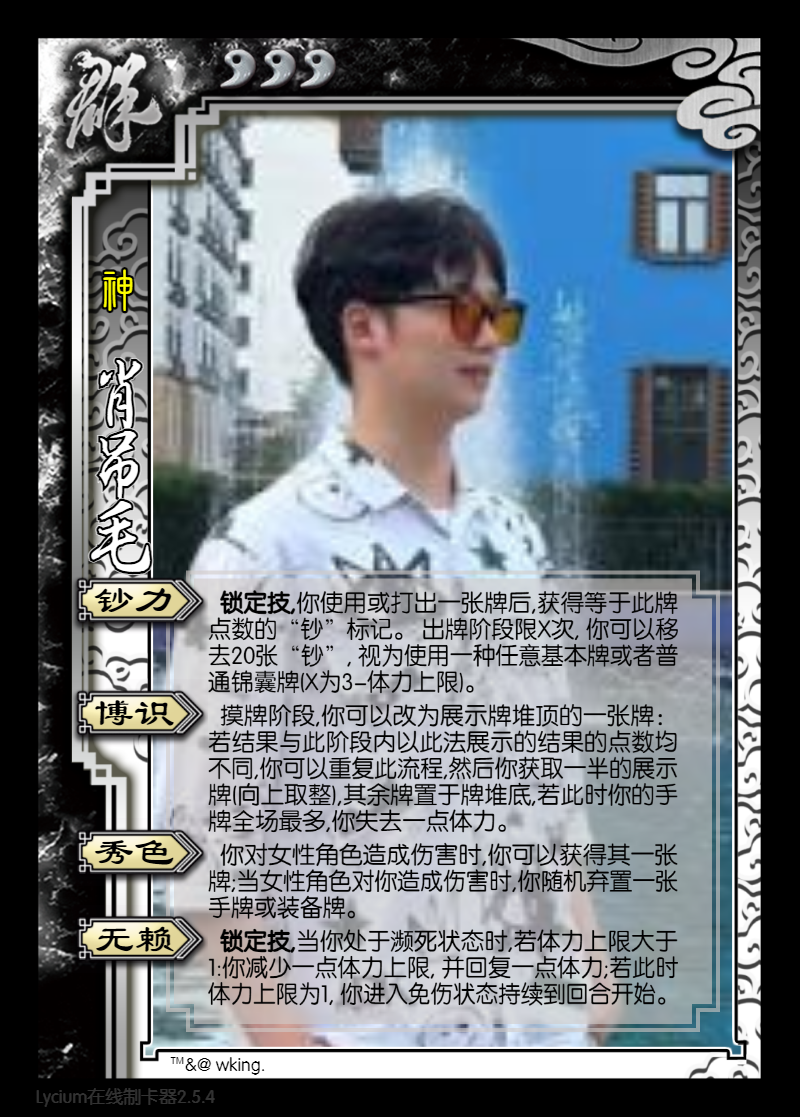 群
神
肖吊毛
钞力
锁定技,你使用或打出一张牌后,获得等于此牌
点数的“钞”标记。出牌阶段限X次, 你可以移
去20张“钞”, 视为使用一种任意基本牌或者普
通锦囊牌(X为3-体力上限)。
博识
摸牌阶段,你可以改为展示牌堆顶的一张牌:
若结果与此阶段内以此法展示的结果的点数均
不同,你可以重复此流程,然后你获取一半的展示
牌(向上取整),其余牌置于牌堆底,若此时你的手
牌全场最多,你失去一点体力。
秀色
你对女性角色造成伤害时,你可以获得其一张
牌;当女性角色对你造成伤害时,你随机弃置一张
手牌或装备牌。
无赖
锁定技,当你处于濒死状态时,若体力上限大于
1:你减少一点体力上限, 并回复一点体力;若此时
体力上限为1, 你进入免伤状态持续到回合开始。
™&@ wking.
Lycium在线制卡器2.5.4